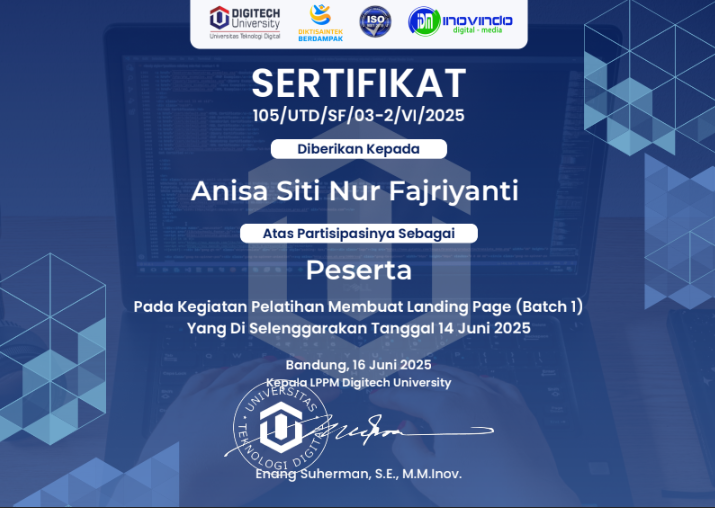 DIGITECH
University
Universitas Teknologi Digital
DIKTISAINTEK
BERDAMPAK
ISO
iNOVINDO
digital - media
SERTIFIKAT
105/UTD/SF/03-2/VI/2025
Diberikan Kepada
Anisa Siti Nur Fajriyanti
Atas Partisipasinya Sebagai
Peserta
Pada Kegiatan Pelatihan Membuat Landing Page (Batch 1)
Yang Di Selenggarakan Tanggal 14 Juni 2025
Bandung, 16 Juni 2025
Kepala LPPM Digitech University
UNIVERSITAS
TEKNOLOGI DIGITAL
Enang Suherman, S.E., M.M.Inov.